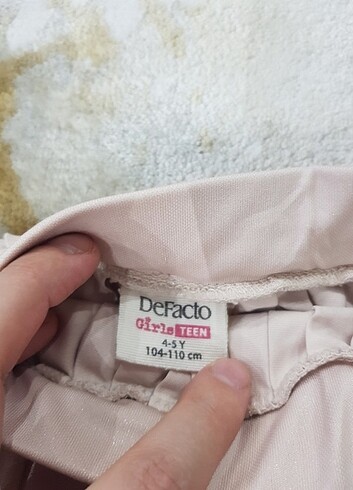 DeFacto
Girls TEEN
4-5 Y
104-110 cm